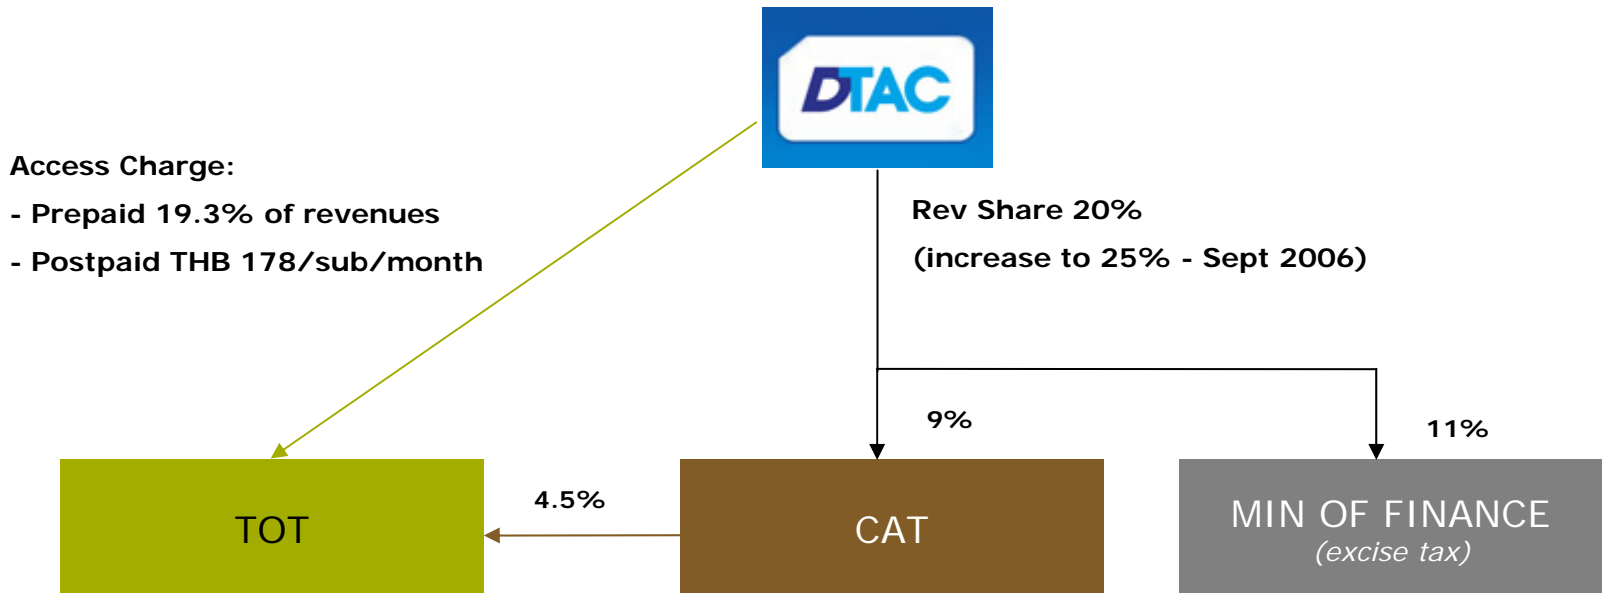 DTAC
Access Charge:
- Prepaid 19.3% of revenues
- Postpaid THB 178/sub/month
Rev Share 20%
(increase to 25% - Sept 2006)
9%
11%
4.5%
TOT
CAT
MIN OF FINANCE
(excise tax)